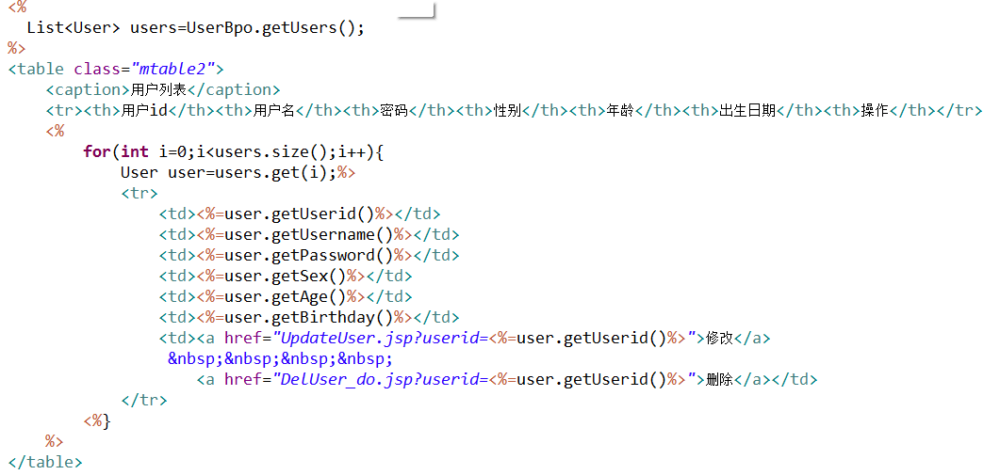 <%
List<User> users=UserBpo.getUsers();
%>
<table class="mtable2">
<caption>用户列表</caption>
<tr><th>用户id</th><th>用户名</th><th>密码</th><th>性别</th><th>年龄</th><th>出生日期</th><th>操作</th></tr>
<%
for(int i=0;i<users.size();i++){
User user=users.get(i);%>
<tr>
<td><%=user.getUserid()%></td>
<td><%=user.getUsername()%></td>
<td><%=user.getPassword()%></td>
<td><%=user.getSex()%></td>
<td><%=user.getAge()%></td>
<td><%=user.getBirthday()%></td>
<td><a href="UpdateUser.jsp?userid=<%=user.getUserid()%>">修改</a>
&nbsp;&nbsp;&nbsp;&nbsp;
<a href="DelUser_do.jsp?userid=<%=user.getUserid()%>">删除</a></td>
</tr>
<%}
%>
</table>